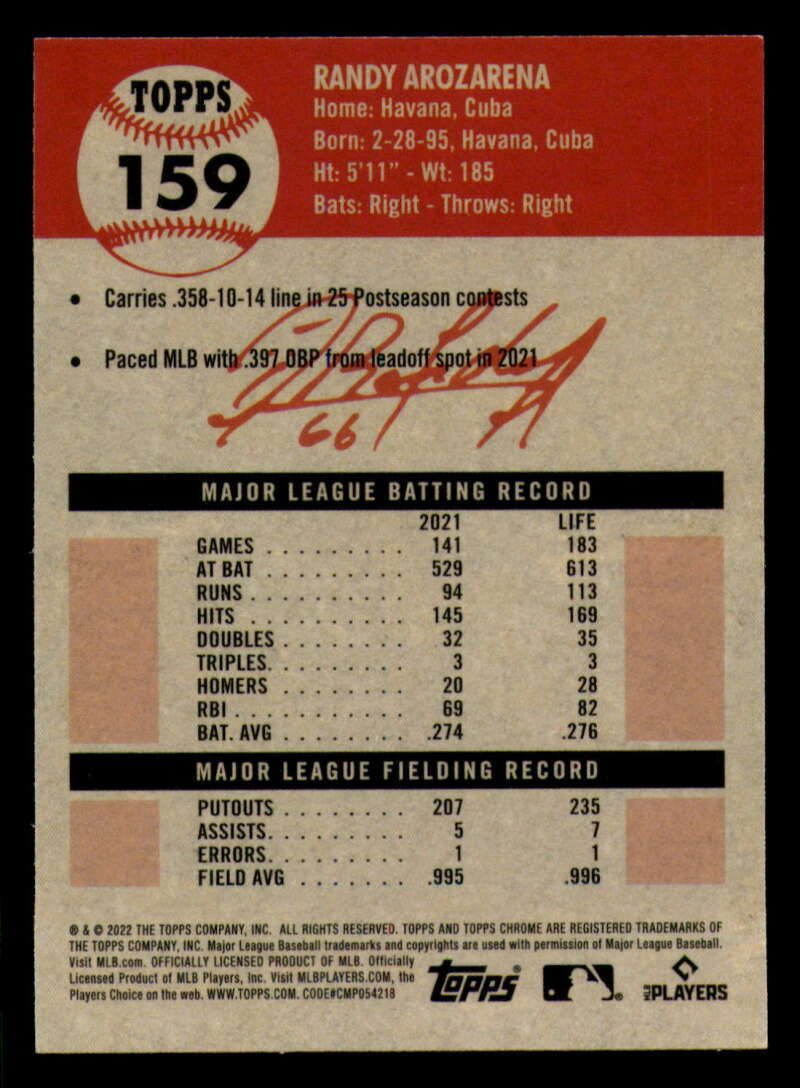 TOPPS
159
RANDY AROZARENA
Home: Havana, Cuba
Born: 2-28-95, Havana, Cuba
Ht: 5'11" - Wt: 185
Bats: Right - Throws: Right
• Carries .358-10-14 line in 25 Postseason contests
• Paced MLB with .397 OBP from leadoff spot in 2021
66
MAJOR LEAGUE BATTING RECORD
2021 LIFE
GAMES . . . . . . . . . 141 183
AT BAT . . . . . . . . . 529 613
RUNS . . . . . . . . . . 94 113
HITS . . . . . . . . . . 145 169
DOUBLES . . . . . . . . 32 35
TRIPLES. . . . . . . . . 3 3
HOMERS . . . . . . . . 20 28
RBI . . . . . . . . . . . 69 82
BAT. AVG . . . . . . . . .274 .276
MAJOR LEAGUE FIELDING RECORD
PUTOUTS . . . . . . . . 207 235
ASSISTS. . . . . . . . . 5 7
ERRORS. . . . . . . . . 1 1
FIELD AVG . . . . . . . .995 .996
® & © 2022 THE TOPPS COMPANY, INC. ALL RIGHTS RESERVED. TOPPS AND TOPPS CHROME ARE REGISTERED TRADEMARKS OF
THE TOPPS COMPANY, INC. Major League Baseball trademarks and copyrights are used with permission of Major League Baseball.
Visit MLB.com. OFFICIALLY LICENSED PRODUCT OF MLB. Officially
Licensed Product of MLB Players, Inc. Visit MLBPLAYERS.COM, the
Players Choice on the web. WWW.TOPPS.COM. CODE#CMP054218
Topps®
MLB PLAYERS